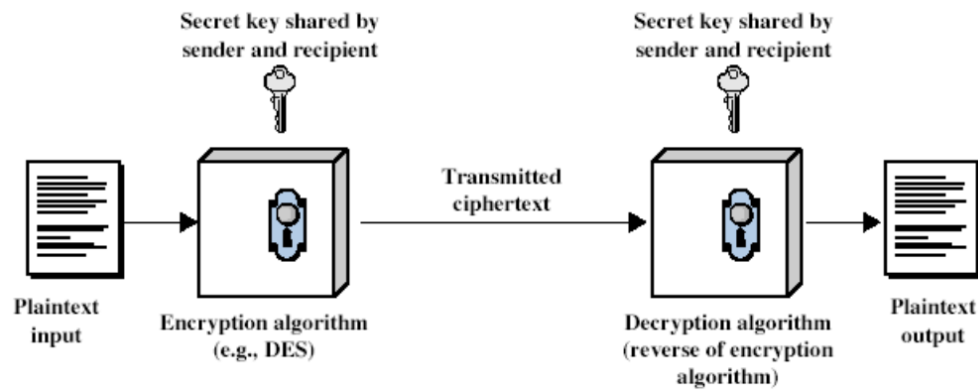 Secret key shared by
sender and recipient
Secret key shared by
sender and recipient
Transmitted
ciphertext
Plaintext
input
Encryption algorithm
(e.g., DES)
Decryption algorithm
(reverse of encryption
algorithm)
Plaintext
output